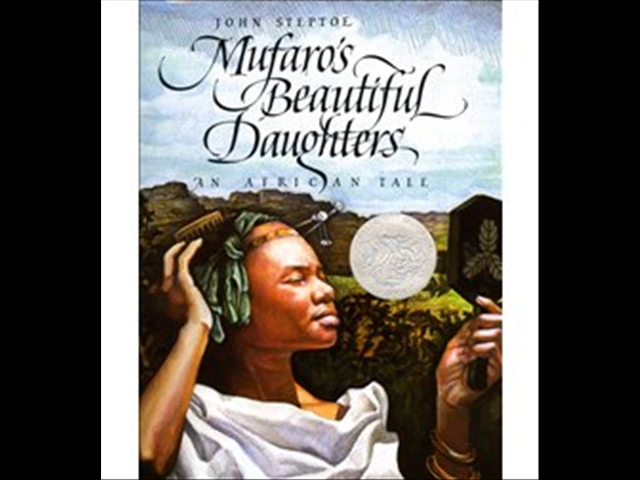 JOHN STEPTOE
Mufaro's
Beautiful
Daughters
AN AFRICAN TALE